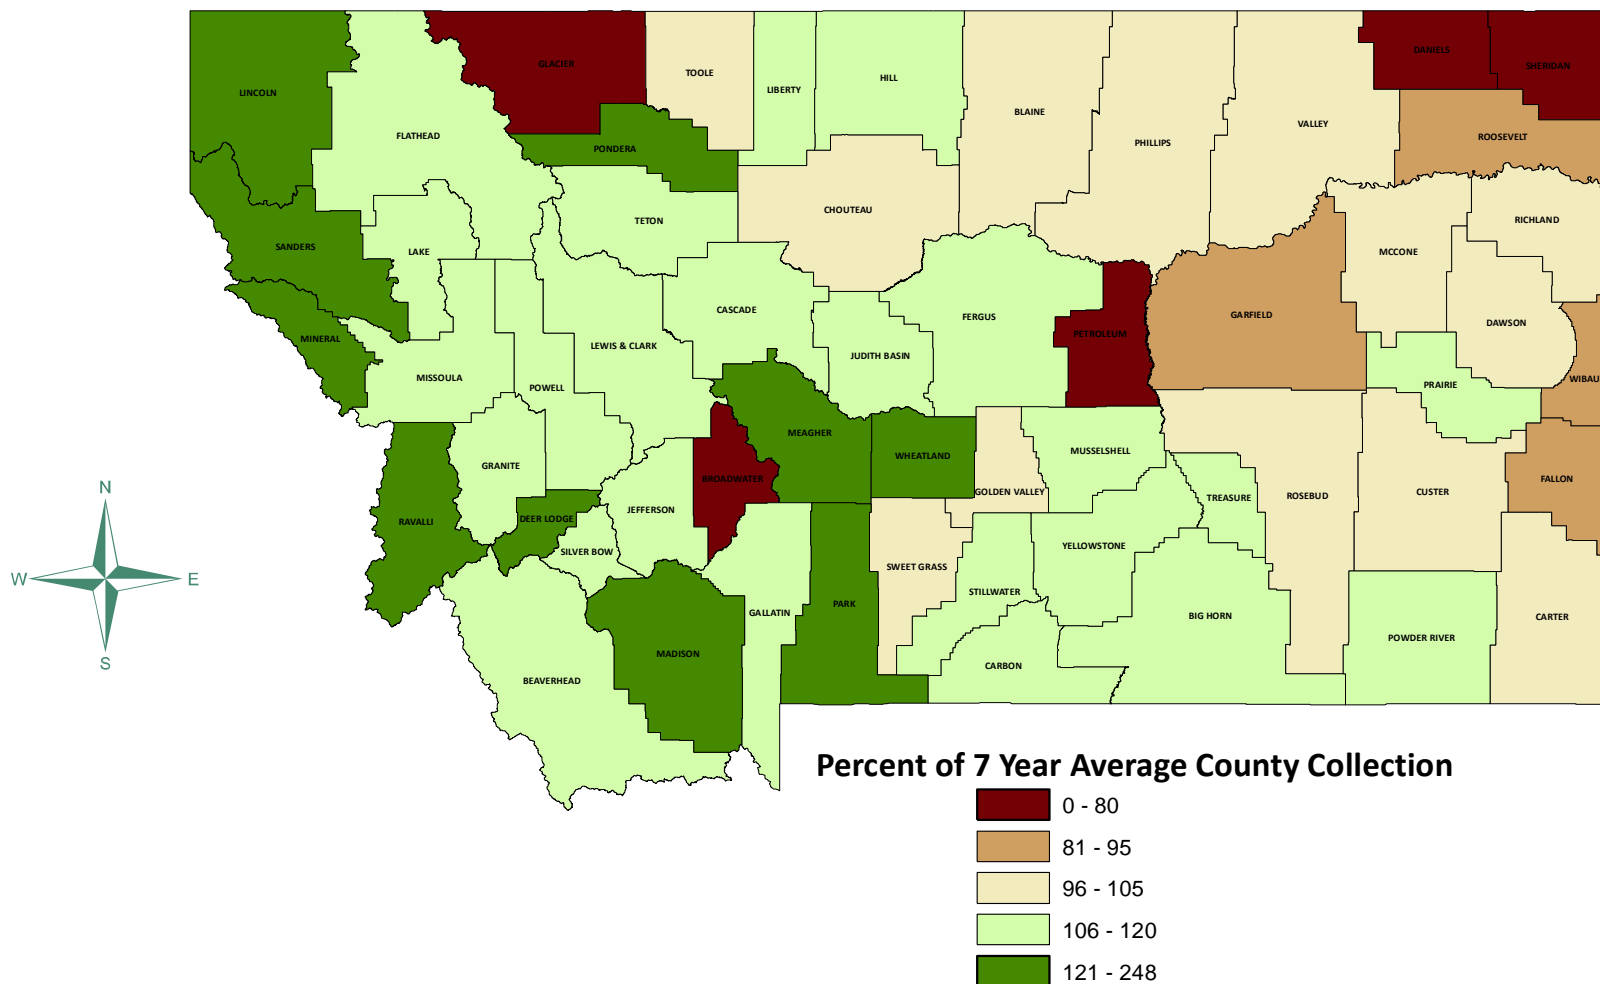 DANIELS
SHERIDAN
GLACIER
TOOLE
LIBERTY
HILL
LINCOLN
BLAINE
VALLEY
FLATHEAD
ROOSEVELT
PHILLIPS
PONDERA
CHOUTEAU
TETON
RICHLAND
SANDERS
LAKE
MCCONE
CASCADE
FERGUS
GARFIELD
DAWSON
PETROLEUM
MINERAL
LEWIS & CLARK
JUDITH BASIN
MISSOULA
POWELL
PRAIRIE
WIBAU
MEAGHER
MUSSELSHELL
WHEATLAND
GRANITE
BROADWATER
FALLON
GOLDEN VALLEY
CUSTER
ROSEBUD
TREASURE
N
JEFFERSON
DEER LODGE
RAVALLI
YELLOWSTONE
SILVER BOW
SWEET GRASS
W
E
STILLWATER
PARK
GALLATIN
BIG HORN
CARTER
POWDER RIVER
MADISON
S
CARBON
BEAVERHEAD
Percent of 7 Year Average County Collection
0 - 80
81 - 95
96 - 105
106 - 120
121 - 248